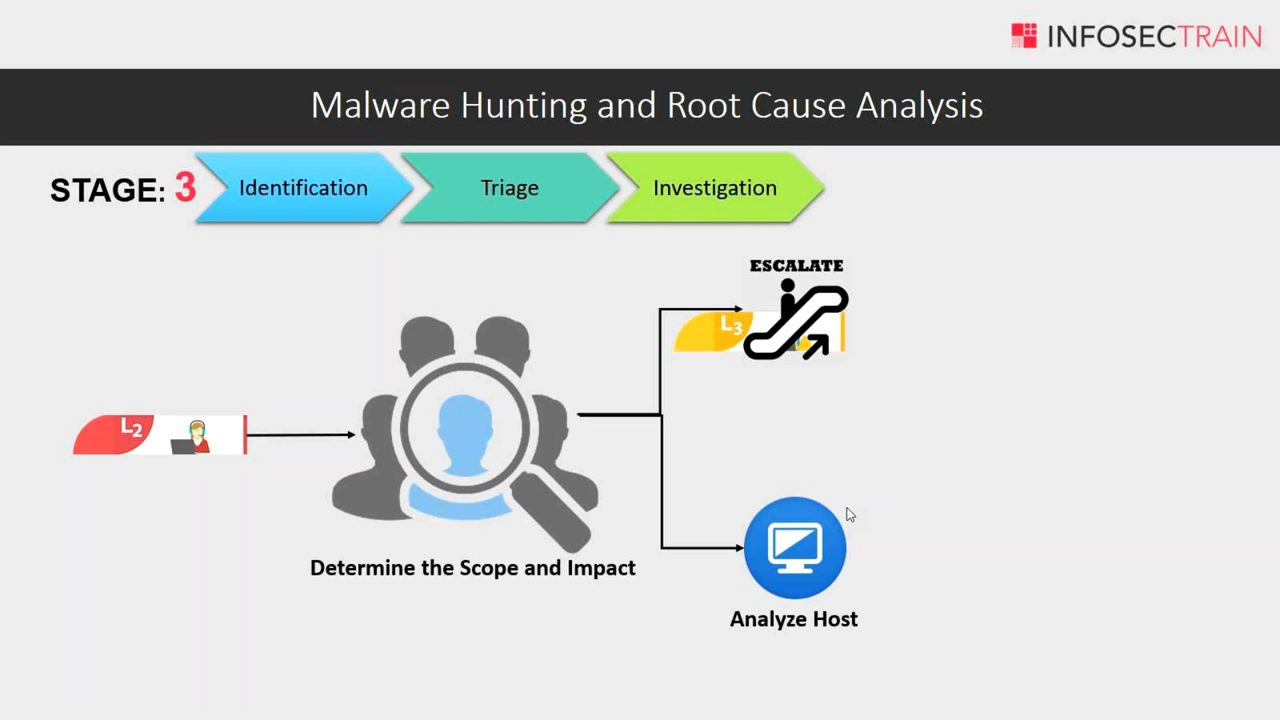 INFOSECTRAIN
Malware Hunting and Root Cause Analysis
STAGE: 3
Identification
Triage
Investigation
ESCALATE
L3
L2
Determine the Scope and Impact
Analyze Host